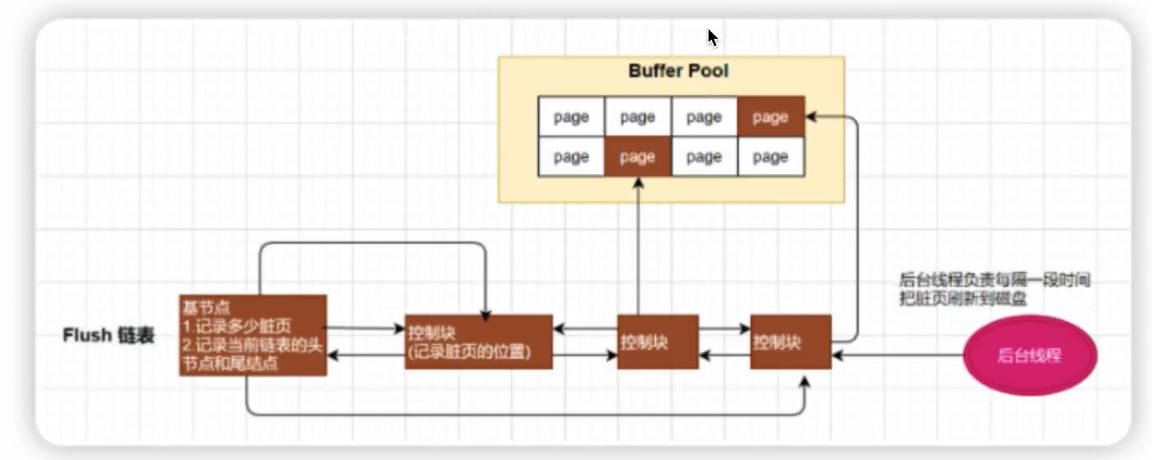 Buffer Pool
page page page page
page page page page
后台线程负责每隔一段时间
把脏页刷新到磁盘
Flush 链表
基节点
1.记录多少脏页
2.记录当前链表的头
节点和尾结点
控制块
(记录脏页的位置)
控制块
控制块
后台线程